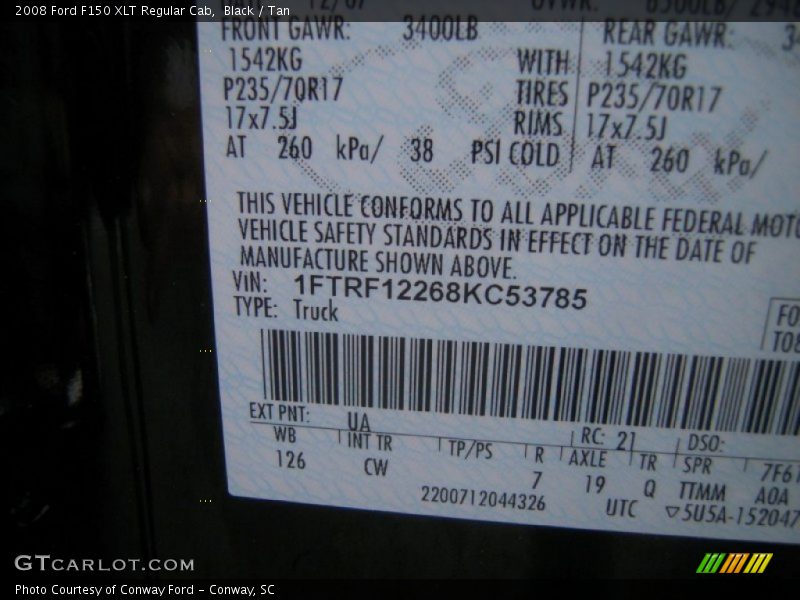 2008 Ford F150 XLT Regular Cab, Black / Tan
FRONT GAWR: 3400LB REAR GAWR:
1542KG WITH 1542KG
P235/70R17 TIRES P235/70R17
17x7.5J RIMS 17x7.5J
AT 260 kPa/ 38 PSI COLD AT 260 kPa/
THIS VEHICLE CONFORMS TO ALL APPLICABLE FEDERAL MOTO
VEHICLE SAFETY STANDARDS IN EFFECT ON THE DATE OF
MANUFACTURE SHOWN ABOVE.
VIN: 1FTRF12268KC53785
TYPE: Truck
FO
TO8
EXT PNT: UA RC: 21 DSO:
WB INT TR TP/PS R AXLE TR SPR 7F61
126 CW 7 19 Q TTMM AOA
2200712044326 UTC ▽5U5A-152047
GTCARLOT.COM
Photo Courtesy of Conway Ford - Conway, SC